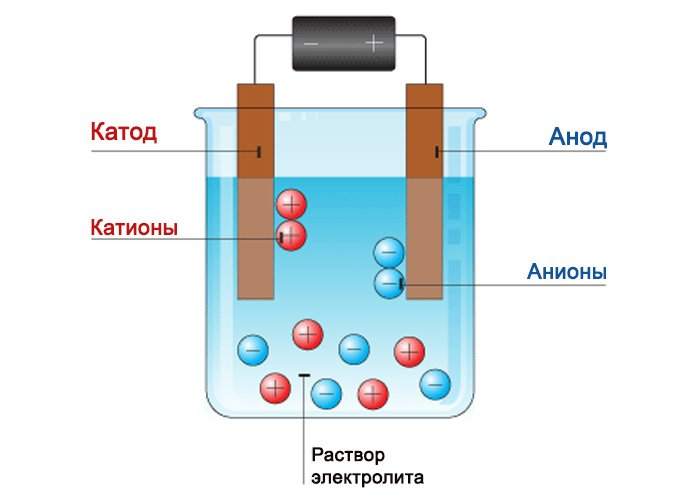 Катод
Анод
Катионы
Анионы
Раствор
электролита